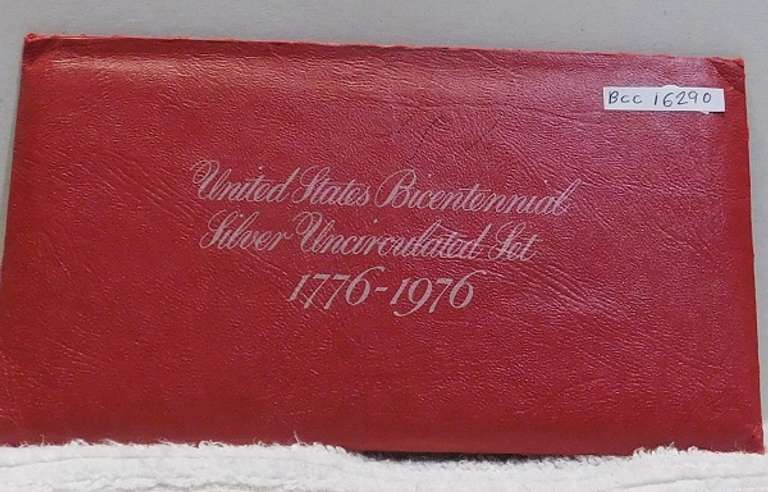 Bcc 16290
United States Bicentennial
Silver Uncirculated Set
1776-1976